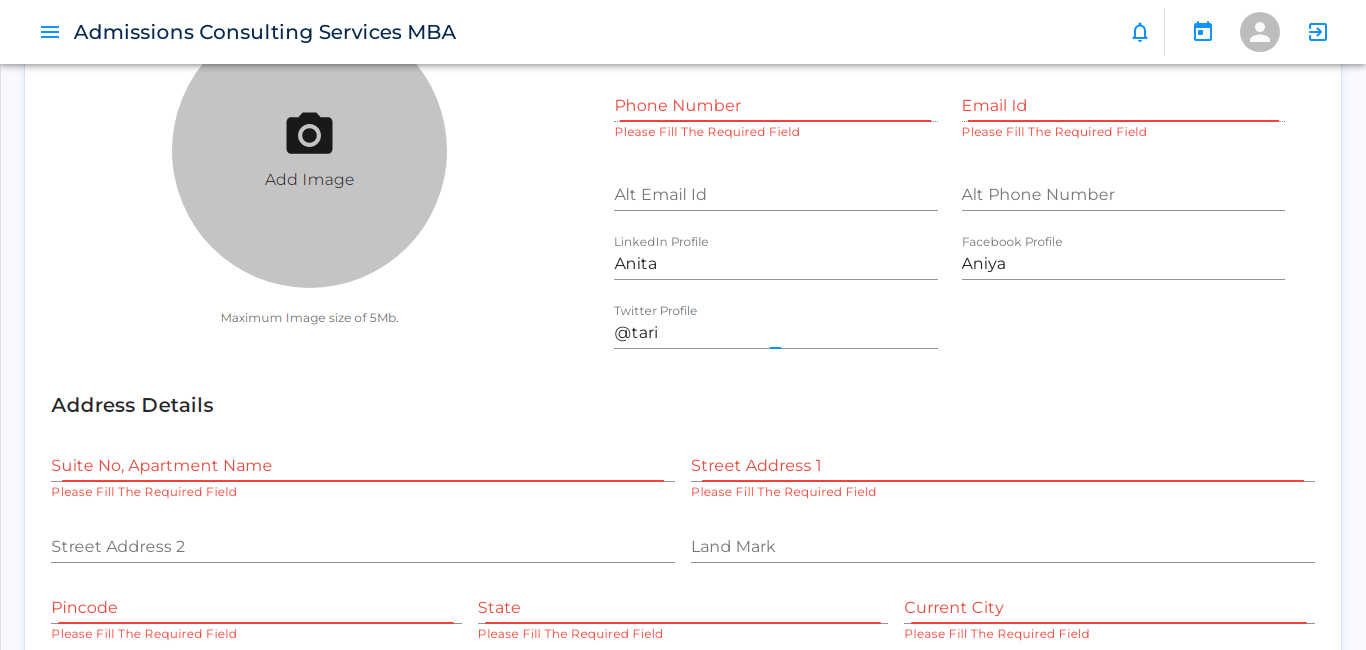 Admissions Consulting Services MBA
Phone Number Email Id
Please Fill The Required Field Please Fill The Required Field
Add Image
Alt Email Id Alt Phone Number
LinkedIn Profile Facebook Profile
Anita Aniya
Maximum Image size of 5Mb.
Twitter Profile
@tari
Address Details
Suite No, Apartment Name Street Address 1
Please Fill The Required Field Please Fill The Required Field
Street Address 2 Land Mark
Pincode State Current City
Please Fill The Required Field Please Fill The Required Field Please Fill The Required Field